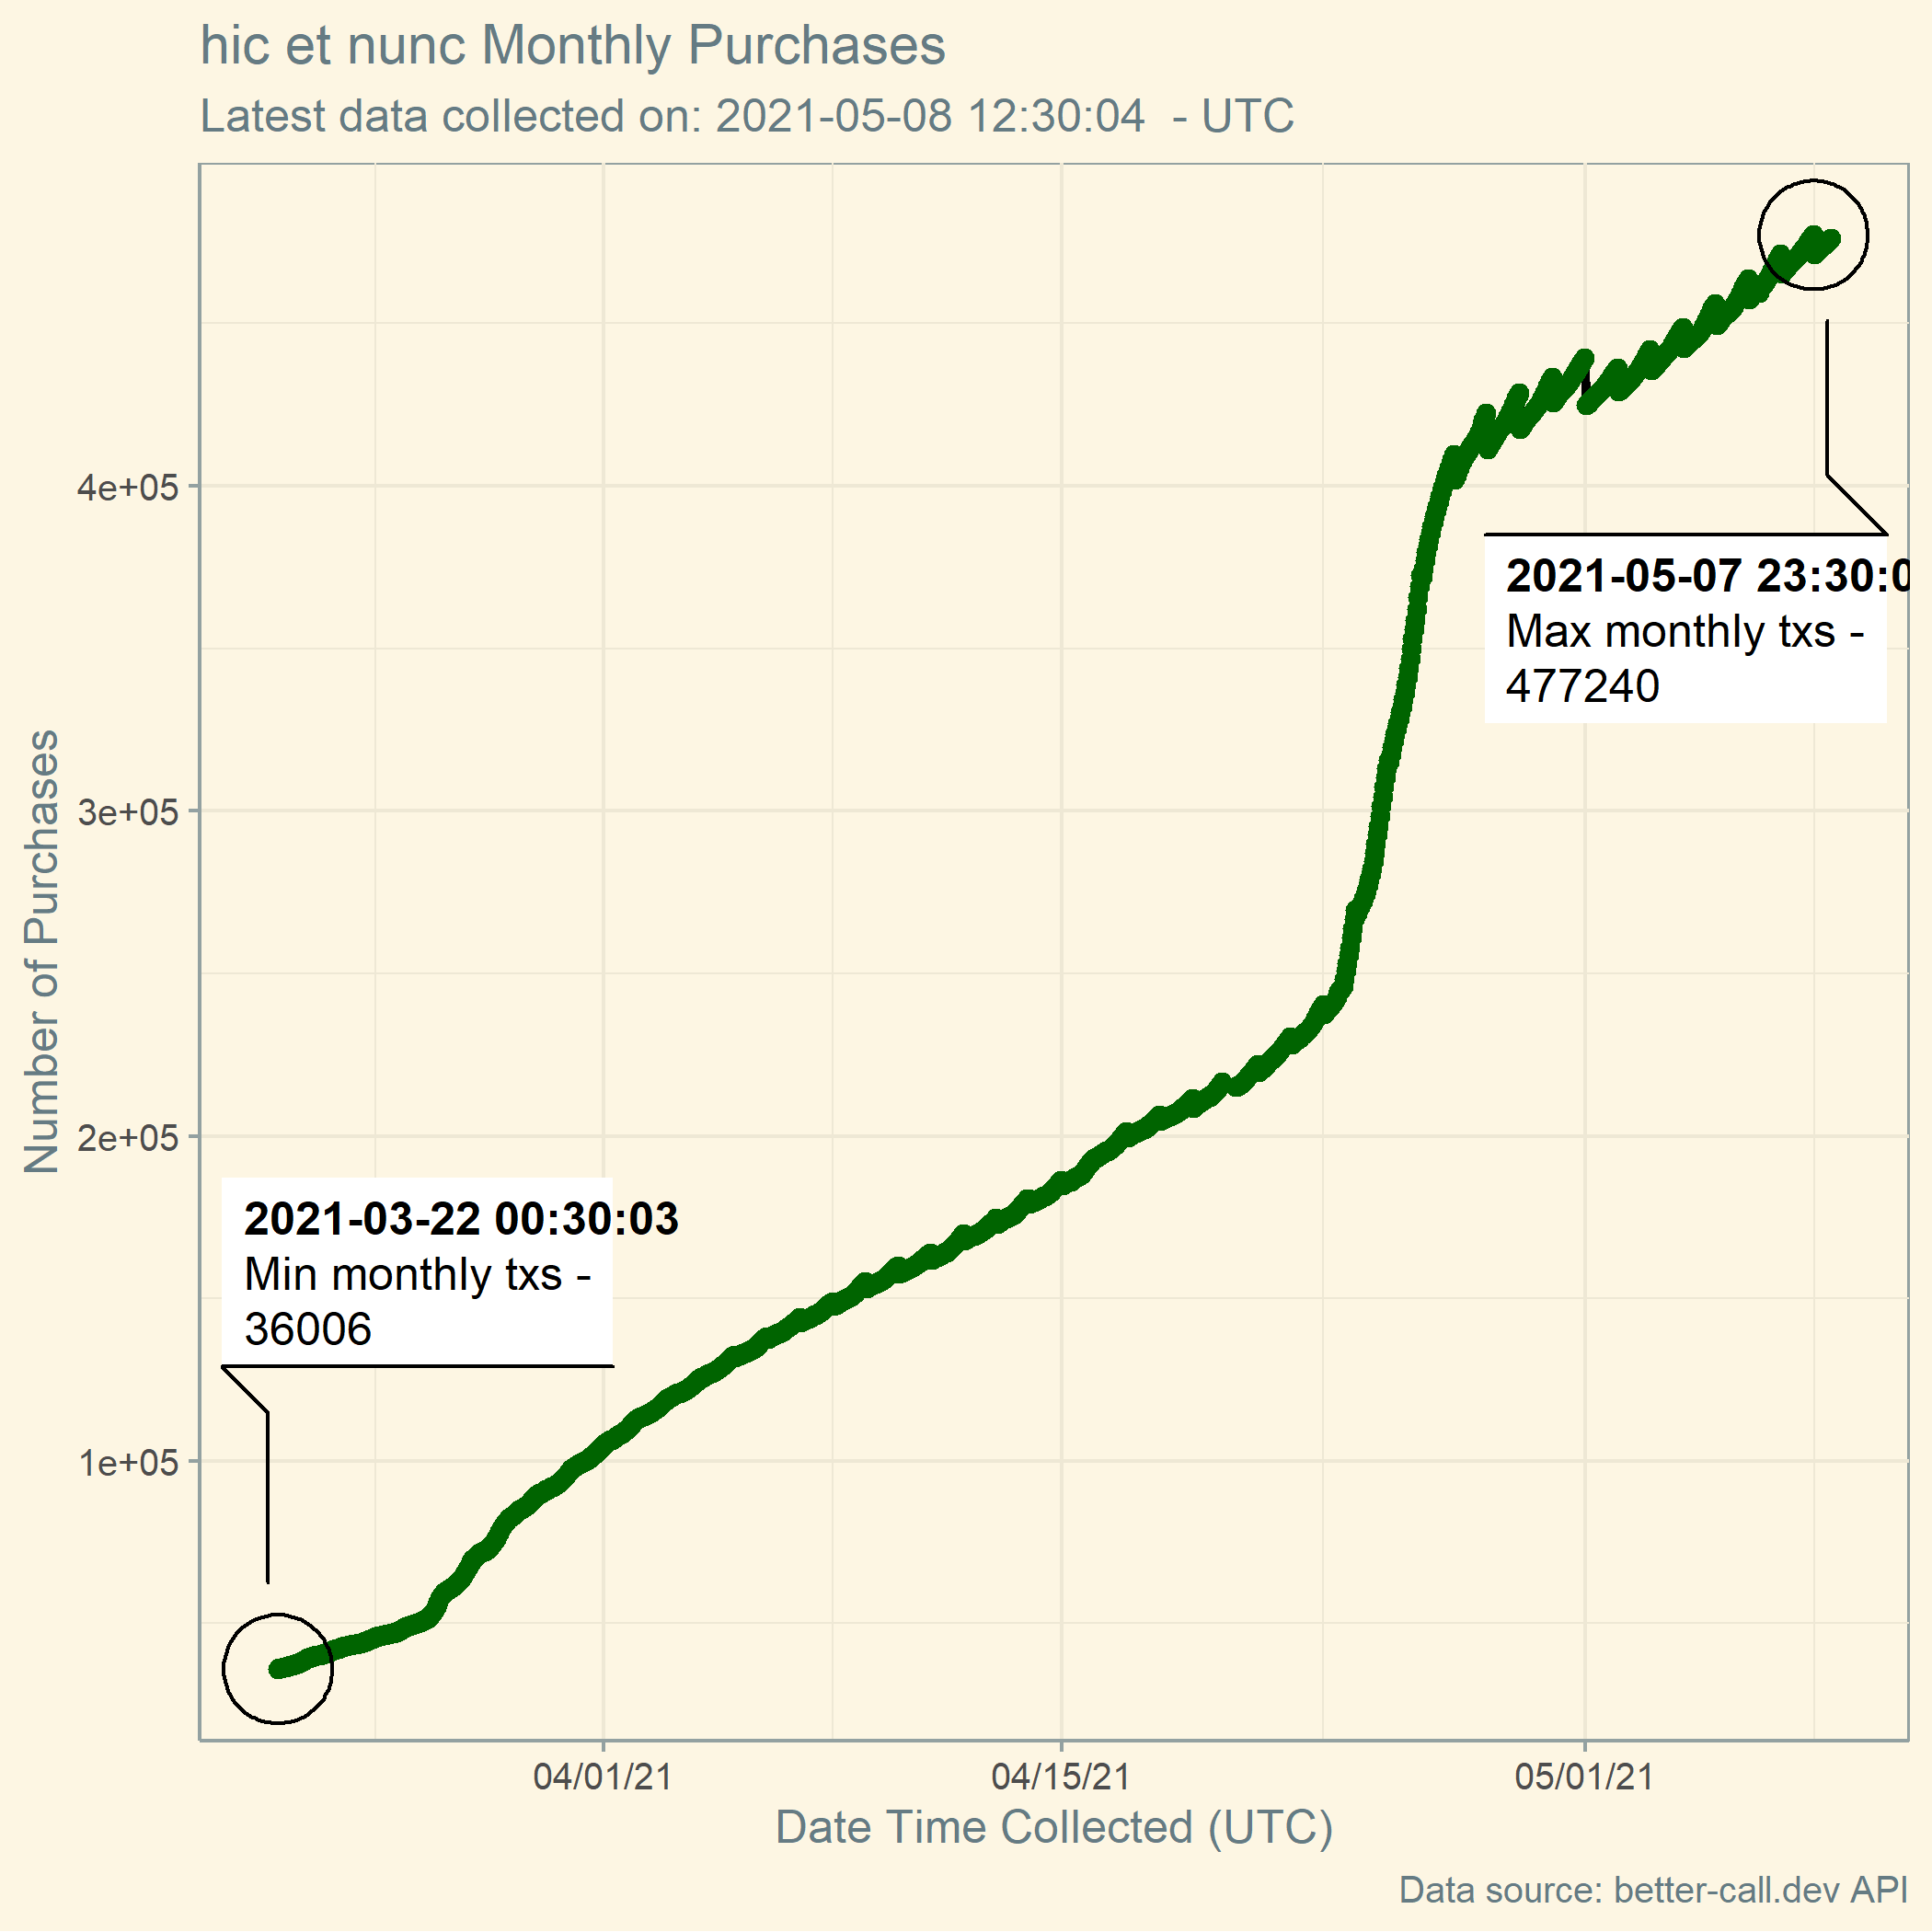 hic et nunc Monthly Purchases
Latest data collected on: 2021-05-08 12:30:04 - UTC
Number of Purchases
4e+05
3e+05
2e+05
1e+05
2021-05-07 23:30:0
Max monthly txs -
477240
2021-03-22 00:30:03
Min monthly txs -
36006
04/01/21
04/15/21
05/01/21
Date Time Collected (UTC)
Data source: better-call.dev API